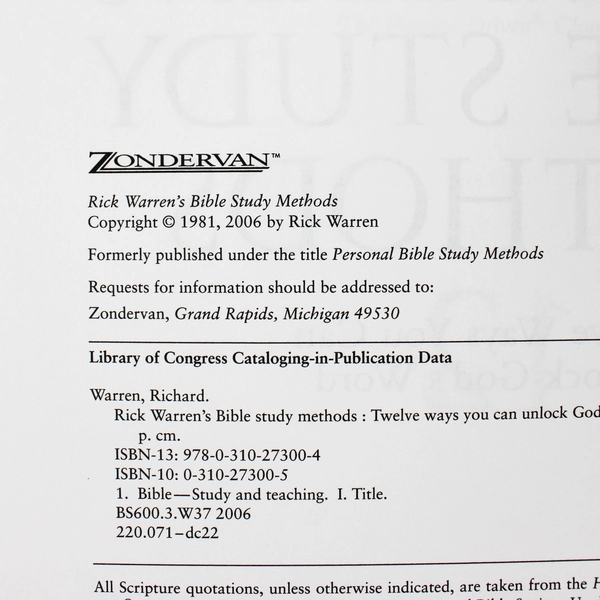 ZONDERVAN™
Rick Warren's Bible Study Methods
Copyright © 1981, 2006 by Rick Warren
Formerly published under the title Personal Bible Study Methods
Requests for information should be addressed to:
Zondervan, Grand Rapids, Michigan 49530
Library of Congress Cataloging-in-Publication Data
Warren, Richard.
Rick Warren's Bible study methods : Twelve ways you can unlock God
p. cm.
ISBN-13: 978-0-310-27300-4
ISBN-10: 0-310-27300-5
1. Bible—Study and teaching. I. Title.
BS600.3.W37 2006
220.071–dc22
All Scripture quotations, unless otherwise indicated, are taken from the H